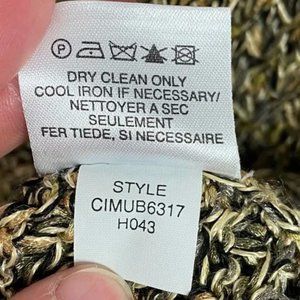 P
DRY CLEAN ONLY
COOL IRON IF NECESSARY/
NETTOYER A SEC
SEULEMENT
FER TIEDE, SI NECESSAIRE
STYLE
CIMUB6317
H043